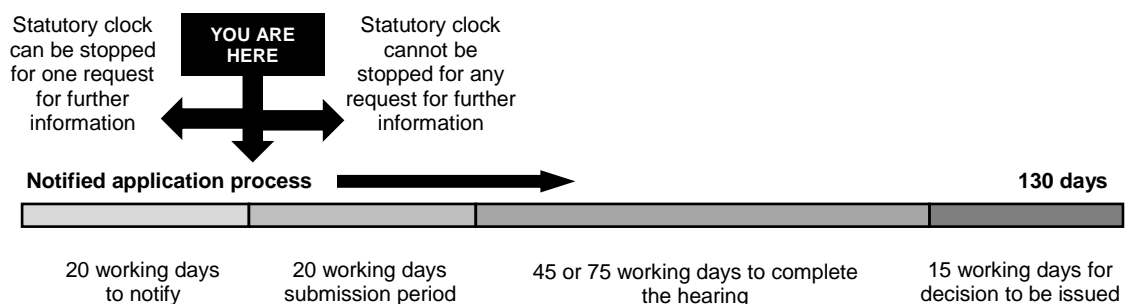 Statutory clock
can be stopped
for one request
for further
information
YOU ARE
HERE
Statutory clock
cannot be
stopped for any
request for further
information
Notified application process
130 days
20 working days
to notify
20 working days
submission period
45 or 75 working days to complete
the hearing
15 working days for
decision to be issued